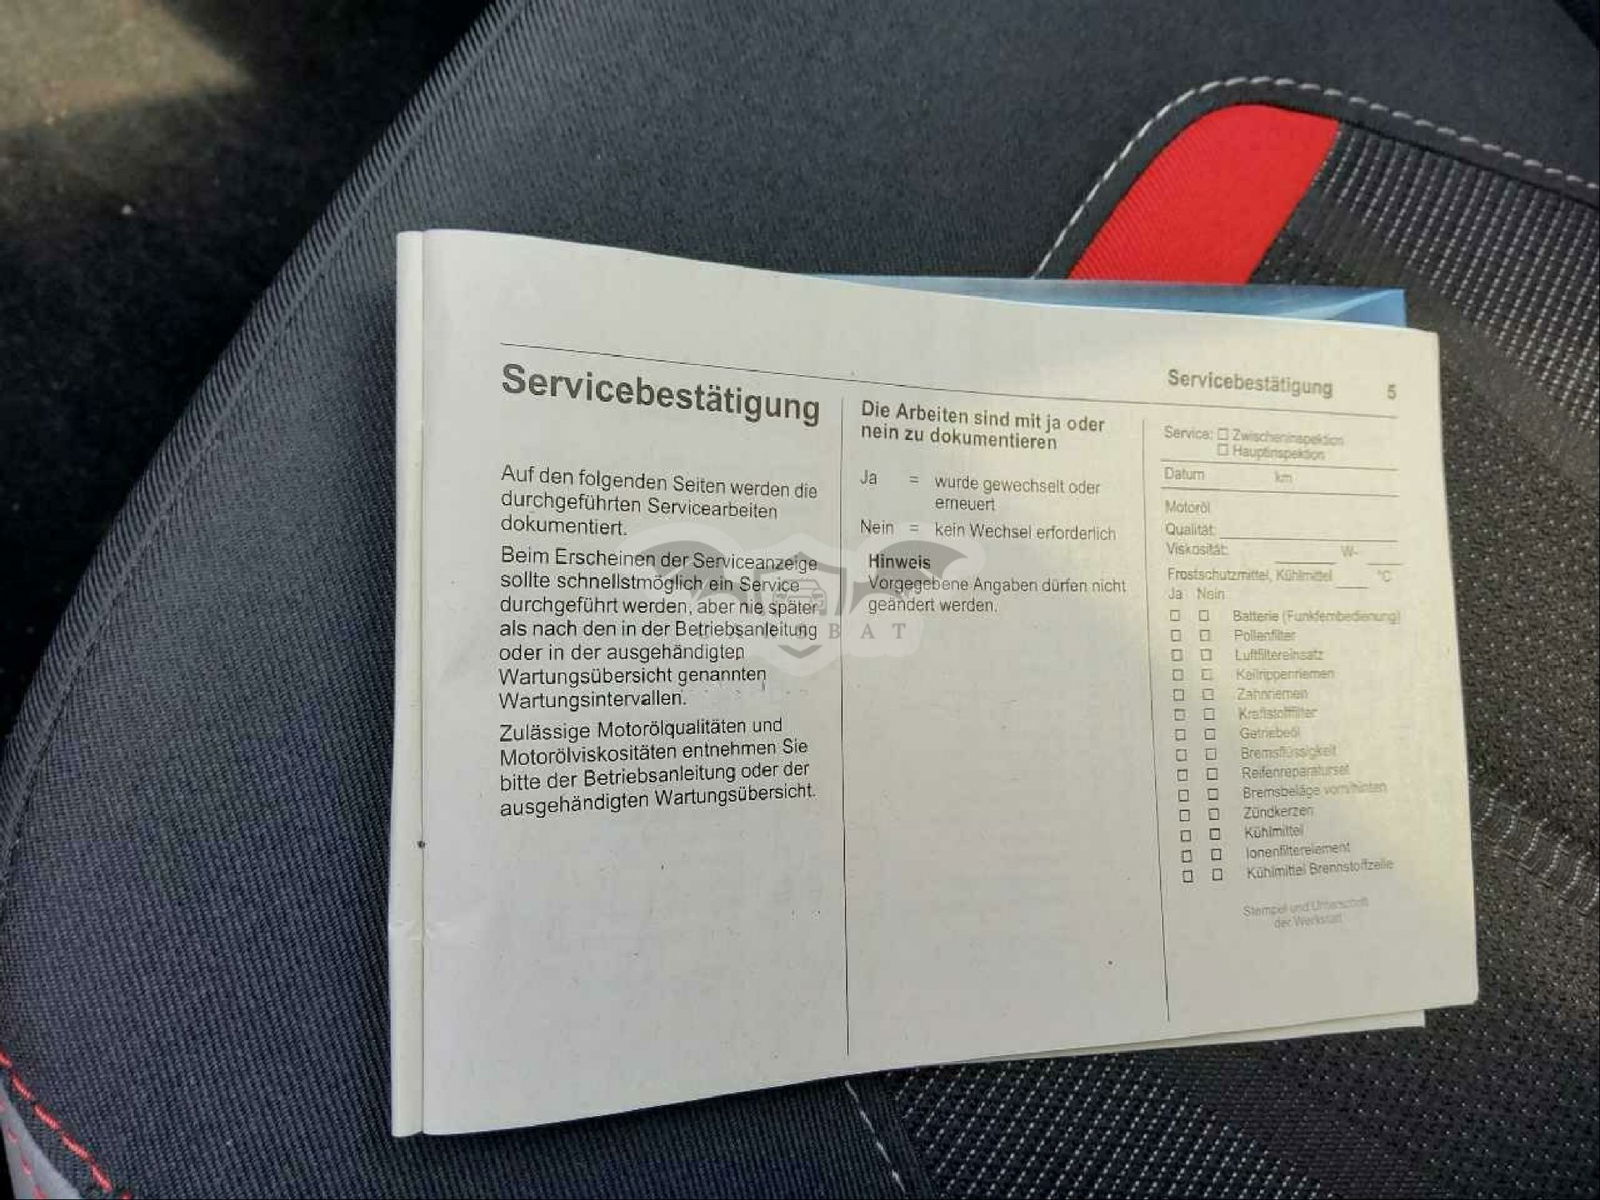 Servicebestätigung 5
Servicebestätigung
Auf den folgenden Seiten werden die
durchgeführten Servicearbeiten
dokumentiert.
Beim Erscheinen der Serviceanzeige
sollte schnellstmöglich ein Service
durchgeführt werden, aber nie später
als nach den in der Betriebsanleitung
oder in der ausgehändigten
Wartungsübersicht genannten
Wartungsintervallen.
Zulässige Motorölqualitäten und
Motorölviskositäten entnehmen Sie
bitte der Betriebsanleitung oder der
ausgehändigten Wartungsübersicht.
Die Arbeiten sind mit ja oder
nein zu dokumentieren
Ja = wurde gewechselt oder
erneuert
Nein = kein Wechsel erforderlich
Hinweis
Vorgegebene Angaben dürfen nicht
geändert werden.
Service: Zwischeninspektion
Hauptinspektion
Datum km
Motoröl
Qualität:
Viskosität: W-
Frostschutzmittel, Kühlmittel °C
Ja Nein
Batterie (Funkfernbedienung)
Pollenfilter
Luftfiltereinsatz
Keilrippenriemen
Zahnriemen
Kraftstofffilter
Getriebeöl
Bremsflüssigkeit
Reifenreparaturset
Bremsbeläge vorn/hinten
Zündkerzen
Kühlmittel
Ionenfilterelement
Kühlmittel Brennstoffzelle
Stempel und Unterschrift
der Werkstatt